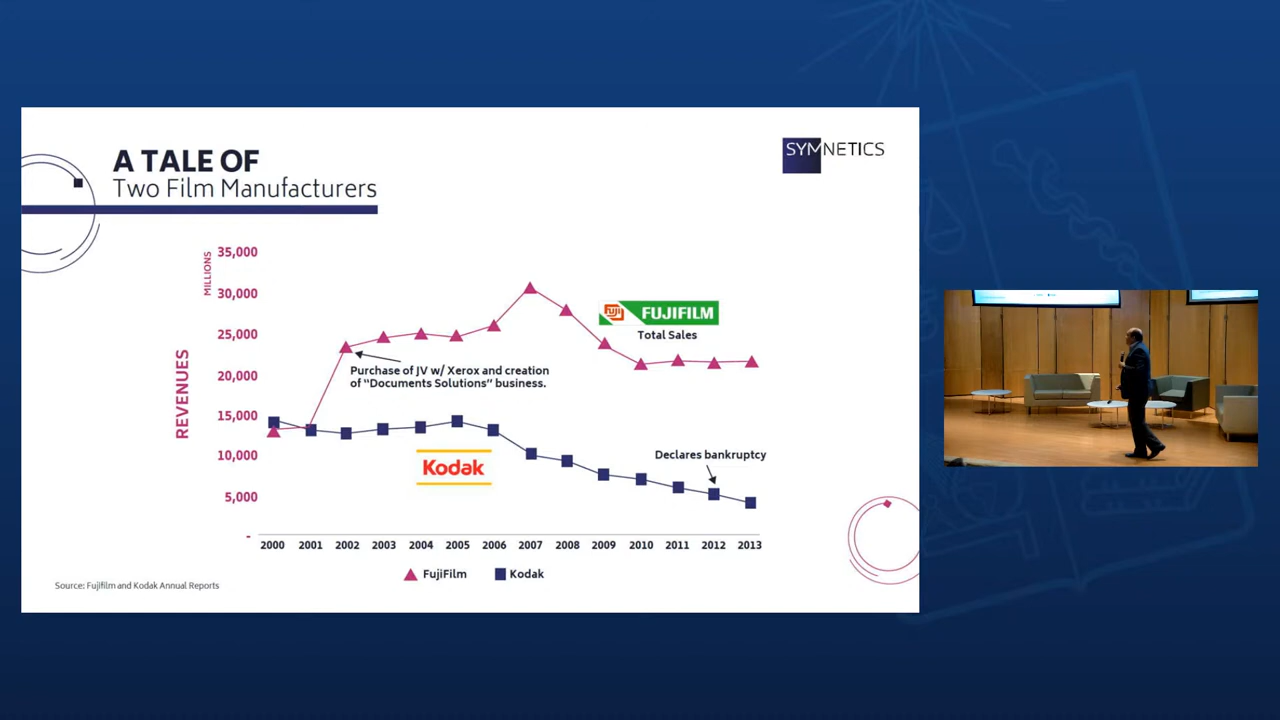 A TALE OF
Two Film Manufacturers
SYMNETICS
REVENUES
MILLIONS
35,000
30,000
25,000
20,000
15,000
10,000
5,000
-
FUJI
FUJIFILM
Total Sales
Purchase of JV w/ Xerox and creation
of "Documents Solutions" business.
Kodak
Declares bankruptcy
2000 2001 2002 2003 2004 2005 2006 2007 2008 2009 2010 2011 2012 2013
FujiFilm Kodak
Source: Fujifilm and Kodak Annual Reports